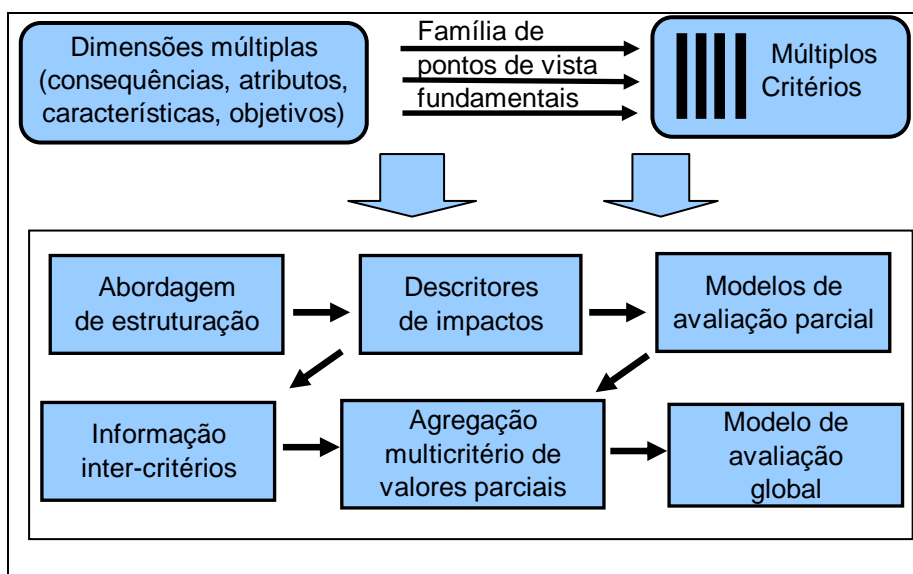 Dimensões múltiplas
(consequências, atributos,
características, objetivos)
Família de
pontos de vista
fundamentais
Múltiplos
Critérios
Abordagem
de estruturação
Descritores
de impactos
Modelos de
avaliação parcial
Informação
inter-critérios
Agregação
multicritério de
valores parciais
Modelo de
avaliação
global